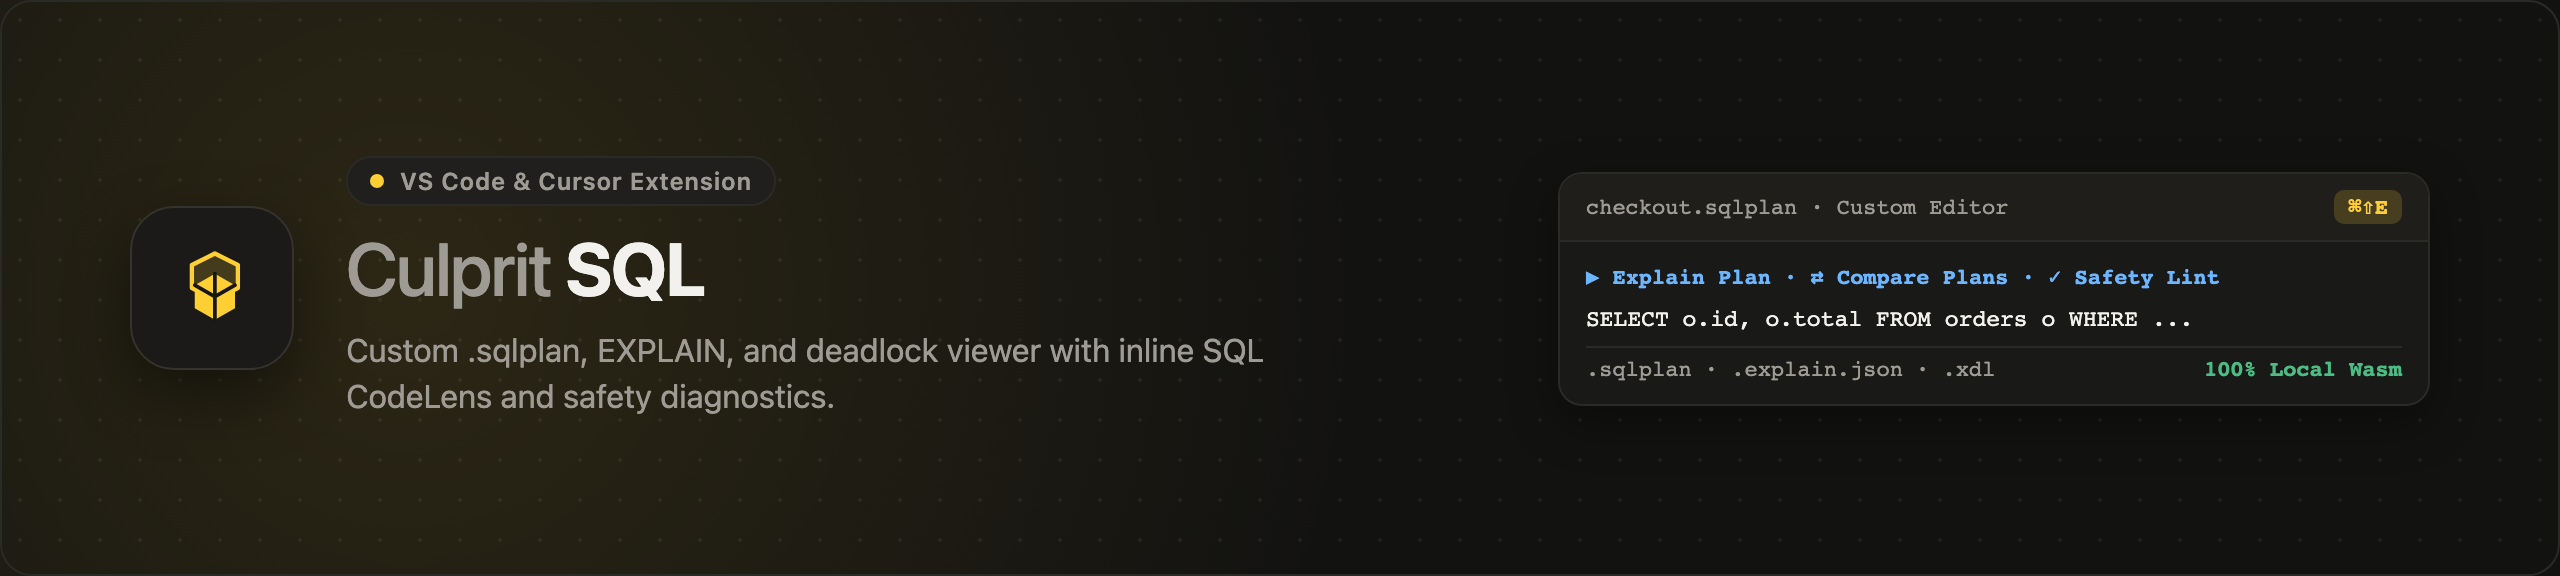 VS Code & Cursor Extension
Culprit SQL
Custom .sqlplan, EXPLAIN, and deadlock viewer with inline SQL
CodeLens and safety diagnostics.
checkout.sqlplan · Custom Editor ⌘⇧E
▶ Explain Plan · ⇄ Compare Plans · ✓ Safety Lint
SELECT o.id, o.total FROM orders o WHERE ...
.sqlplan · .explain.json · .xdl 100% Local Wasm